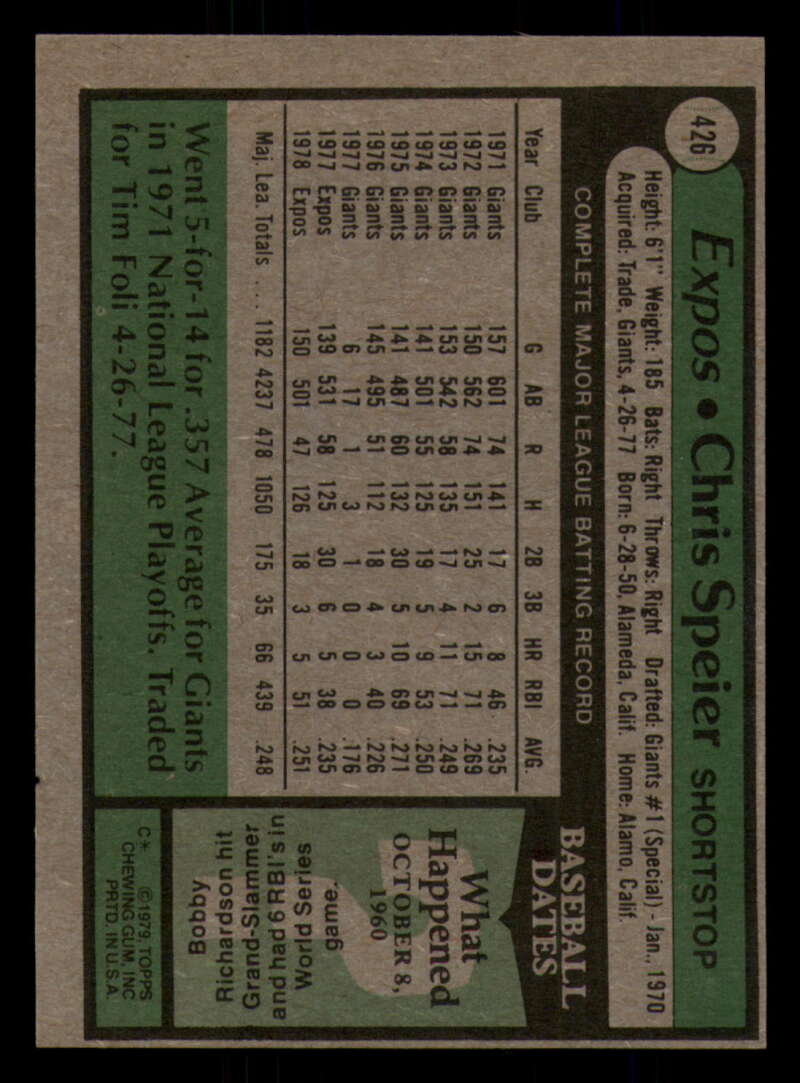 426
Expos • Chris Speier SHORTSTOP
Height: 6'1" Weight: 185 Bats: Right Throws: Right Drafted: Giants #1 (Special) - Jan., 1970
Acquired: Trade, Giants, 4-26-77 Born: 6-28-50, Alameda, Calif. Home: Alamo, Calif.
COMPLETE MAJOR LEAGUE BATTING RECORD
Year Club G AB R H 2B 3B HR RBI AVG.
1971 Giants 157 601 74 141 17 6 8 46 .235
1972 Giants 150 562 74 151 25 2 15 71 .269
1973 Giants 153 542 58 135 17 4 11 71 .249
1974 Giants 141 501 55 125 19 5 9 53 .250
1975 Giants 141 487 60 132 30 5 10 69 .271
1976 Giants 145 495 51 112 18 4 3 40 .226
1977 Giants 6 17 1 3 1 0 0 0 .176
1977 Expos 139 531 58 125 30 6 5 38 .235
1978 Expos 150 501 47 126 18 3 5 51 .251
Maj. Lea. Totals .... 1182 4237 478 1050 175 35 66 439 .248
Went 5-for-14 for .357 Average for Giants
in 1971 National League Playoffs. Traded
for Tim Foli 4-26-77.
BASEBALL
DATES
What
Happened
OCTOBER 8,
1960
Bobby
Richardson hit
Grand-Slammer
and had 6 RBI's in
World Series
game.
C* ©1979, TOPPS
CHEWING GUM, INC
PRTD. IN U.S.A.